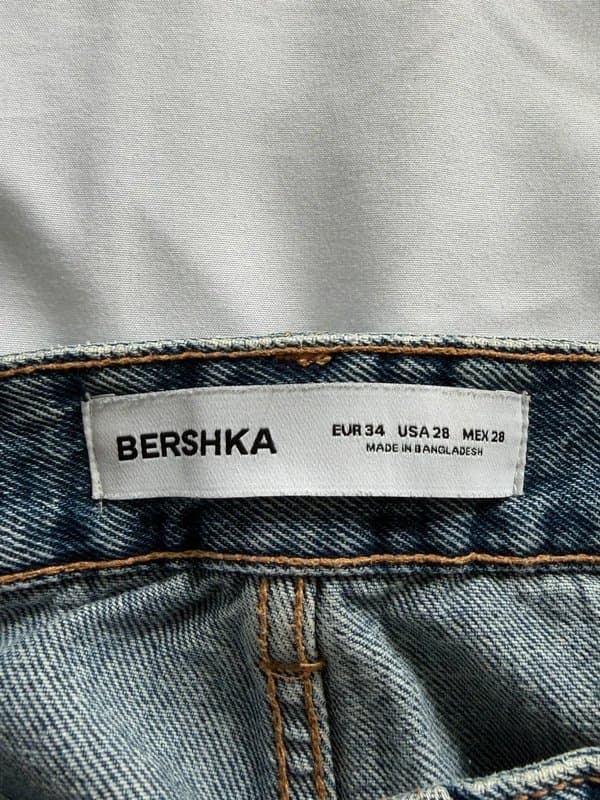 BERSHKA
EUR 34 USA 28 MEX 28
MADE IN BANGLADESH